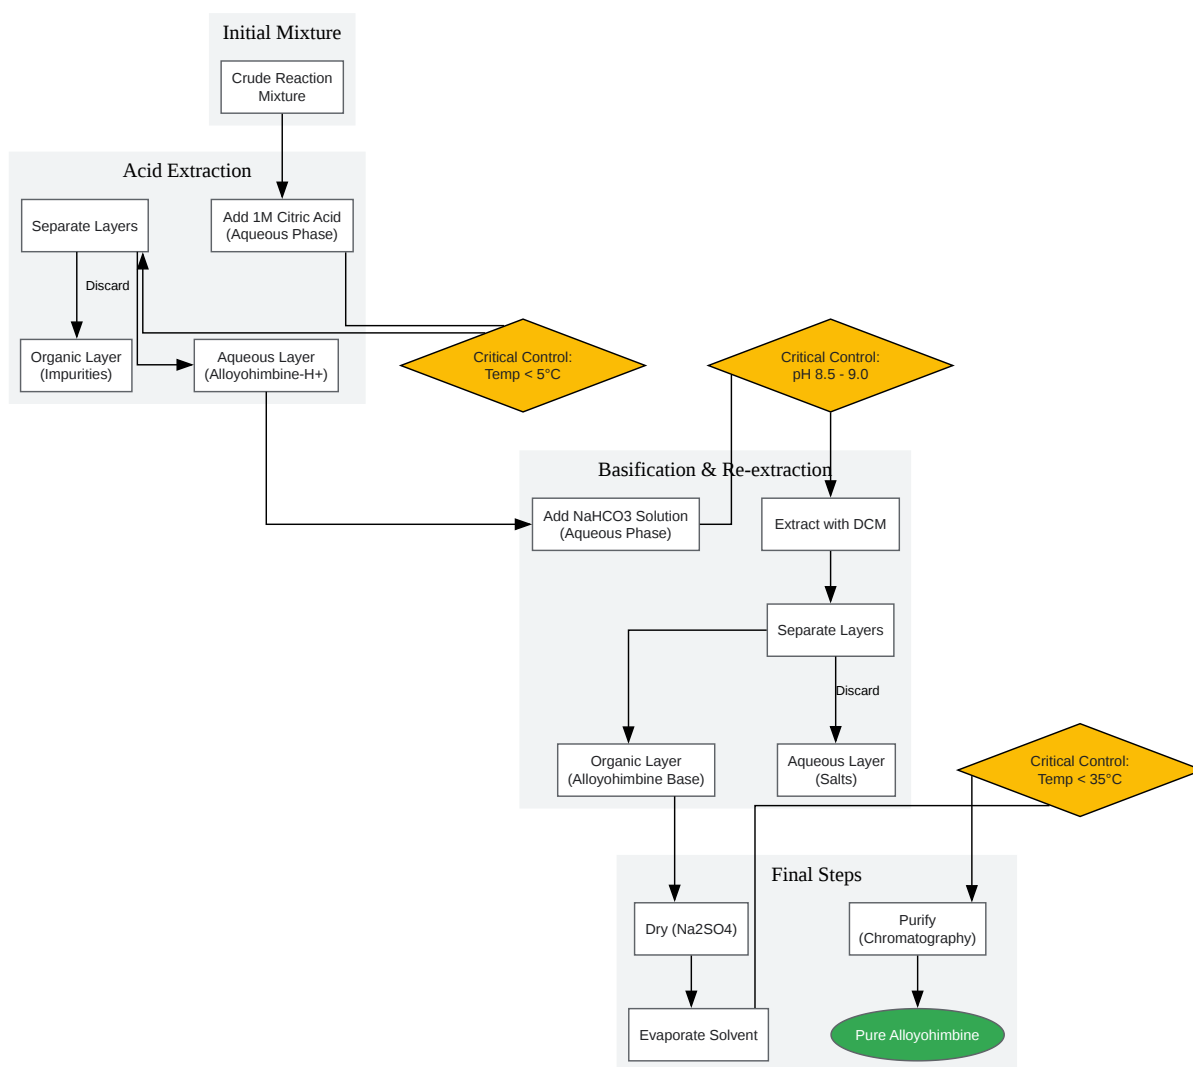 Initial Mixture
Crude Reaction
Mixture
Acid Extraction
Separate Layers
Add 1M Citric Acid
(Aqueous Phase)
Discard
Organic Layer
(Impurities)
Aqueous Layer
(Alloyohimbine-H+)
Critical Control:
Temp < 5°C
Critical Control:
pH 8.5 - 9.0
Basification & Re-extraction
Add NaHCO3 Solution
(Aqueous Phase)
Extract with DCM
Separate Layers
Discard
Organic Layer
(Alloyohimbine Base)
Aqueous Layer
(Salts)
Critical Control:
Temp < 35°C
Final Steps
Dry (Na2SO4)
Purify
(Chromatography)
Evaporate Solvent
Pure Alloyohimbine